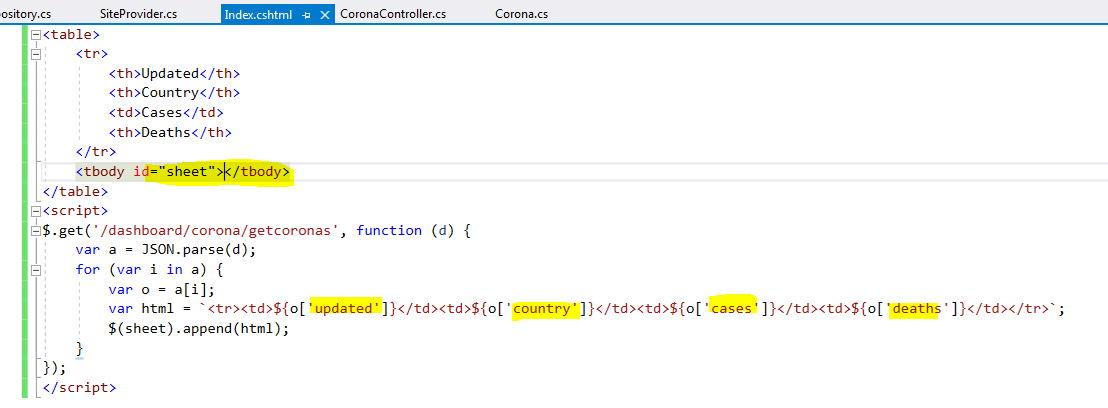 ository.cs SiteProvider.cs Index.cshtml CoronaController.cs Corona.cs
<table>
    <tr>
        <th>Updated</th>
        <th>Country</th>
        <td>Cases</td>
        <th>Deaths</th>
    </tr>
    <tbody id="sheet"></tbody>
</table>
<script>
$.get('/dashboard/corona/getcoronas', function (d) {
    var a = JSON.parse(d);
    for (var i in a) {
        var o = a[i];
        var html = `<tr><td>${o['updated']}</td><td>${o['country']}</td><td>${o['cases']}</td><td>${o['deaths']}</td></tr>`;
        $(sheet).append(html);
    }
});
</script>